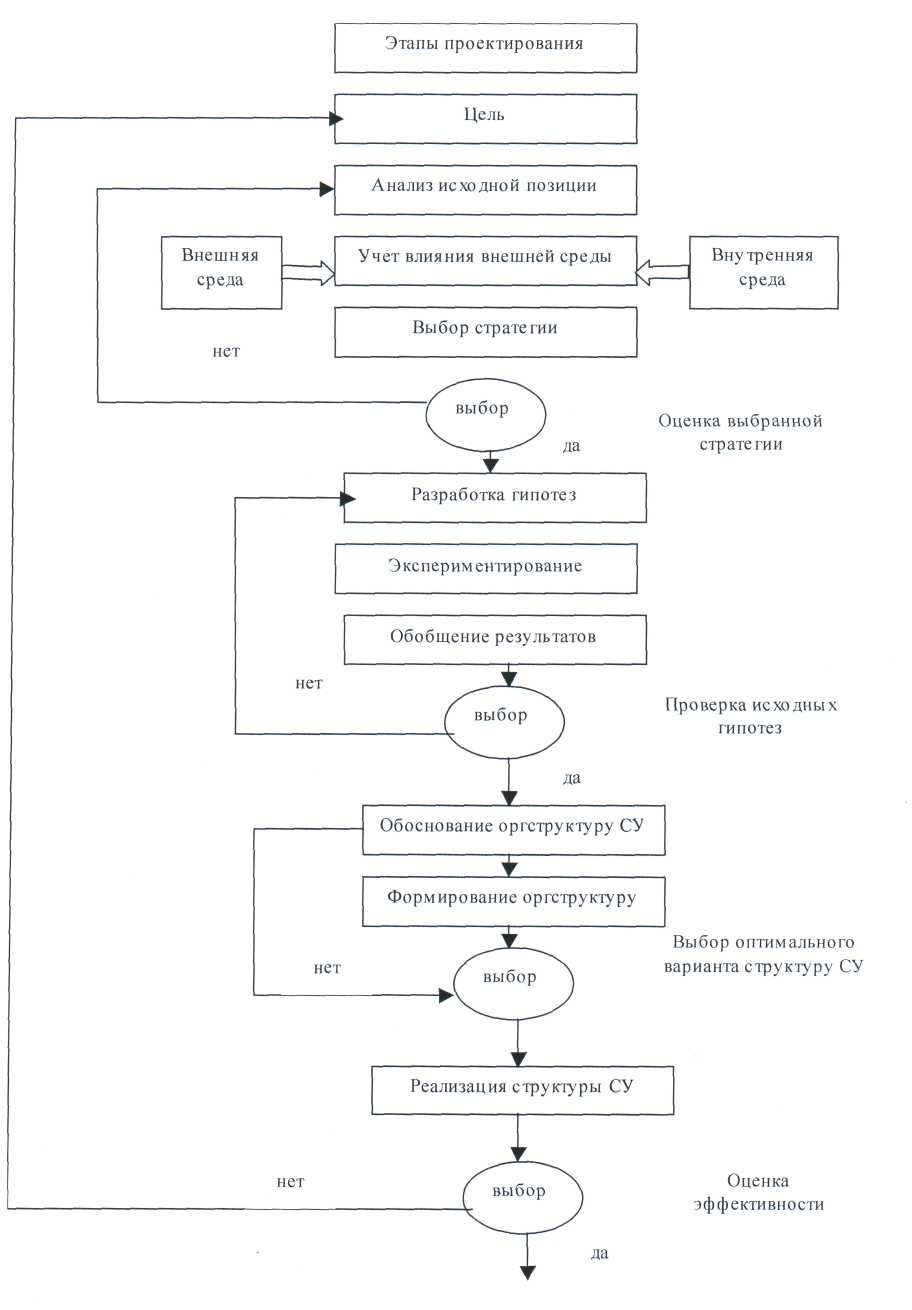 Этапы проектирования
Цель
Анализ исходной позиции
Внешняя
среда
Учет влияния внешней среды
Внутренняя
среда
Выбор стратегии
нет
выбор
Оценка выбранной
стратегии
да
Разработка гипотез
Экспериментирование
Обобщение результатов
нет
выбор
Проверка исходных
гипотез
да
Обоснование оргструктуру СУ
Формирование оргструктуру
Выбор оптимального
варианта структуру СУ
нет
выбор
Реализация структуры СУ
нет
выбор
Оценка
эффективности
да